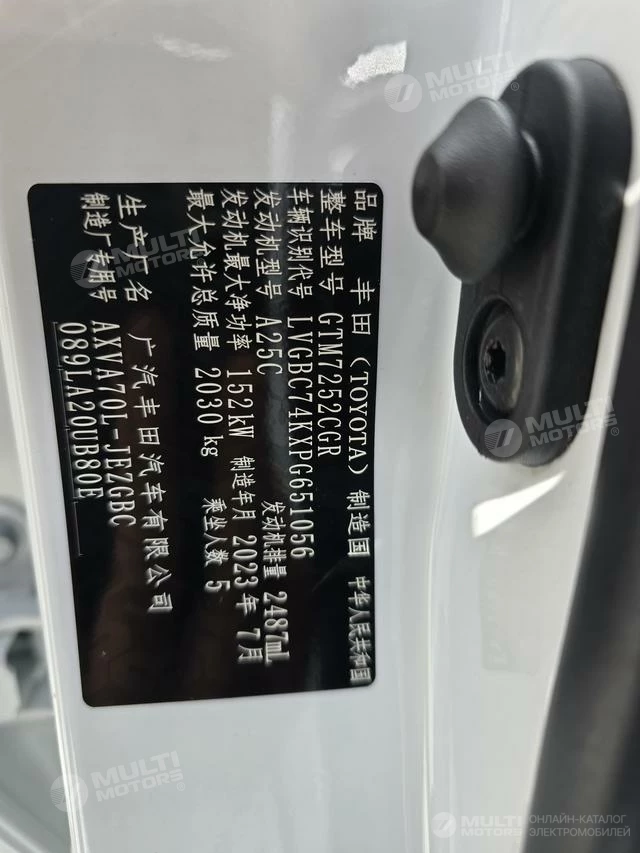 品牌 丰田（TOYOTA） 制造国 中华人民共和国
整车型号 GTM7252CGR
车辆识别代号 LVGBC74KXPG651056
发动机型号 A25C 发动机排量 2487mL
发动机最大净功率 152kW 制造年月 2023年 7月
最大允许总质量 2030 kg 乘坐人数 5
生产厂名 广汽丰田汽车有限公司
制造厂专用号 AXVA70L-JEZGBC
089LA20UB80E
MULTI MOTORS
MULTI MOTORS
MULTI MOTORS
MULTI MOTORS
MULTI MOTORS
MULTI MOTORS ОНЛАЙН-КАТАЛОГ ЭЛЕКТРОМОБИЛЕЙ